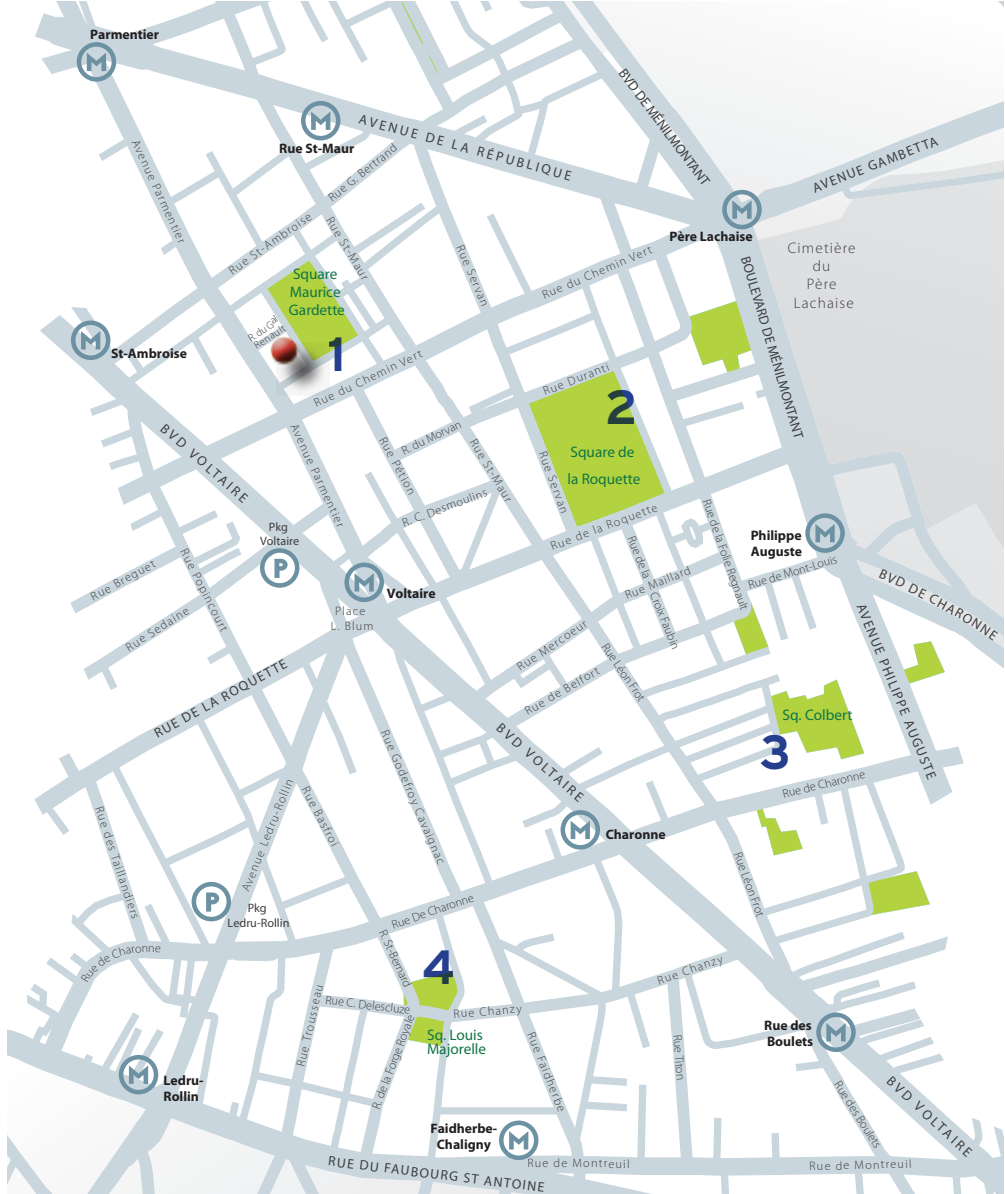 Parmentier
M
BVD DE MÉNILMONTANT
M
Rue St-Maur
AVENUE DE LA RÉPUBLIQUE
Avenue Parmentier
Rue G. Bertrand
AVENUE GAMBETTA
M
Père Lachaise
Rue St-Ambroise
Rue St-Maur
Rue Servan
Rue du Chemin Vert
Cimetière
du
Père
Lachaise
BOULEVARD DE MÉNILMONTANT
Square
Maurice
Gardette
R. du Gal
Renault
1
M
St-Ambroise
Rue du Chemin Vert
Rue Duranti
2
Square de
la Roquette
BVD VOLTAIRE
Avenue Parmentier
R. du Morvan
Rue Pétion
Rue St-Maur
Rue Servan
R. C. Desmoulins
Rue de la Roquette
Rue de la Folie Regnault
Pkg
Voltaire
P
M
Voltaire
Place
L. Blum
Philippe
Auguste
M
Rue Breguet
Rue Popincourt
Rue Sedaine
Rue Maillard
Rue de la Croix Faubin
Rue de Mont-Louis
BVD DE CHARONNE
AVENUE PHILIPPE AUGUSTE
Rue Mercoeur
Rue Léon Frot
Rue de Belfort
RUE DE LA ROQUETTE
Sq. Colbert
3
BVD VOLTAIRE
Rue Godefroy Cavaignac
Rue de Charonne
Rue des Taillandiers
Avenue Ledru-Rollin
Rue Basfroi
M
Charonne
Rue Léon Frot
P
Pkg
Ledru-Rollin
Rue De Charonne
Rue de Charonne
R. St-Bernard
4
Rue Chanzy
Rue C. Delescluze
Rue Chanzy
Rue Trousseau
R. de la Forge Royale
Sq. Louis
Majorelle
Rue Faidherbe
Rue Titon
Rue des
Boulets
M
M
Ledru-
Rollin
Rue des Boulets
BVD VOLTAIRE
Faidherbe-
Chaligny
M
RUE DU FAUBOURG ST ANTOINE
Rue de Montreuil
Rue de Montreuil